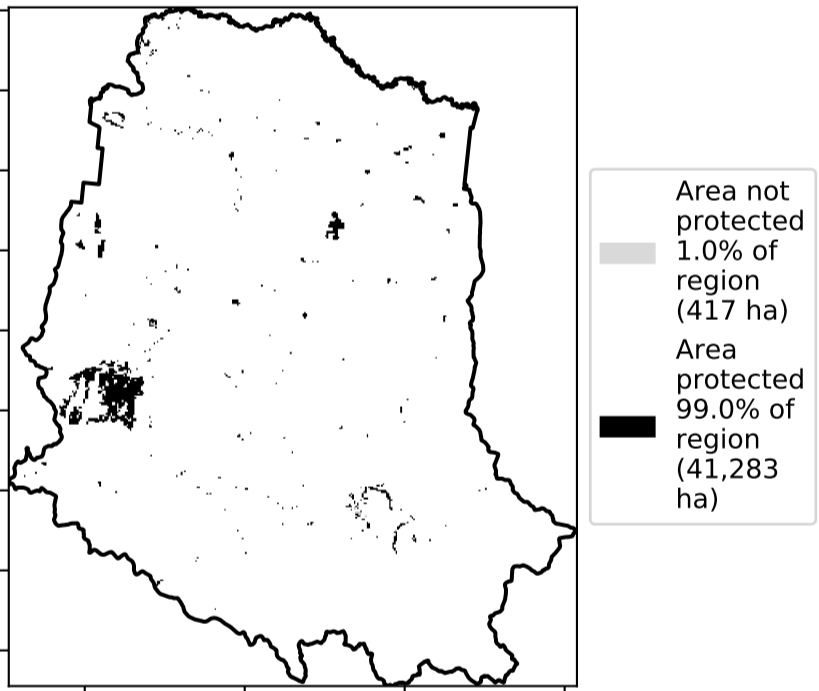 Area not
protected
1.0% of
region
(417 ha)
Area
protected
99.0% of
region
(41,283
ha)